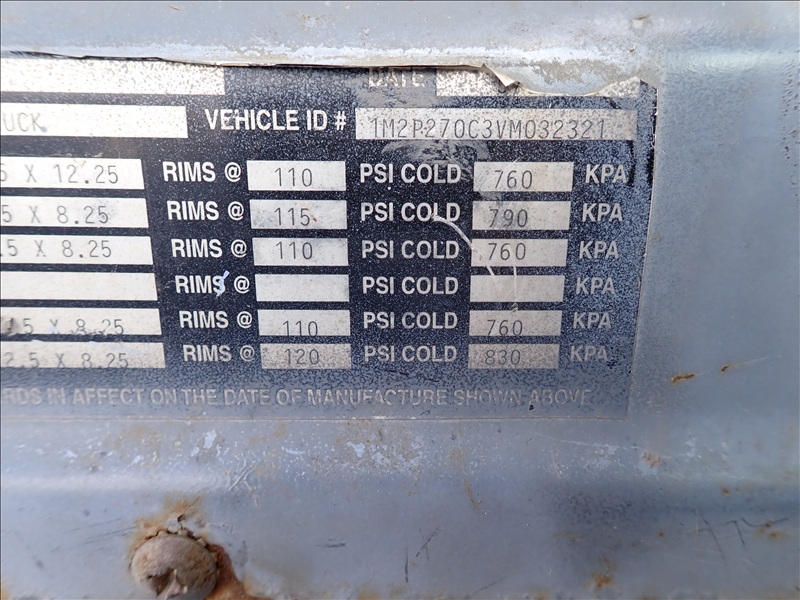 DATE
UCK VEHICLE ID # 1M2P270C3VM032321
5 X 12.25 RIMS @ 110 PSI COLD 760 KPA
5 X 8.25 RIMS @ 115 PSI COLD 790 KPA
.5 X 8.25 RIMS @ 110 PSI COLD 760 KPA
RIMS @ PSI COLD KPA
2.5 X 8.25 RIMS @ 110 PSI COLD 760 KPA
2.5 X 8.25 RIMS @ 120 PSI COLD 830 KPA
RDS IN AFFECT ON THE DATE OF MANUFACTURE SHOWN ABOVE